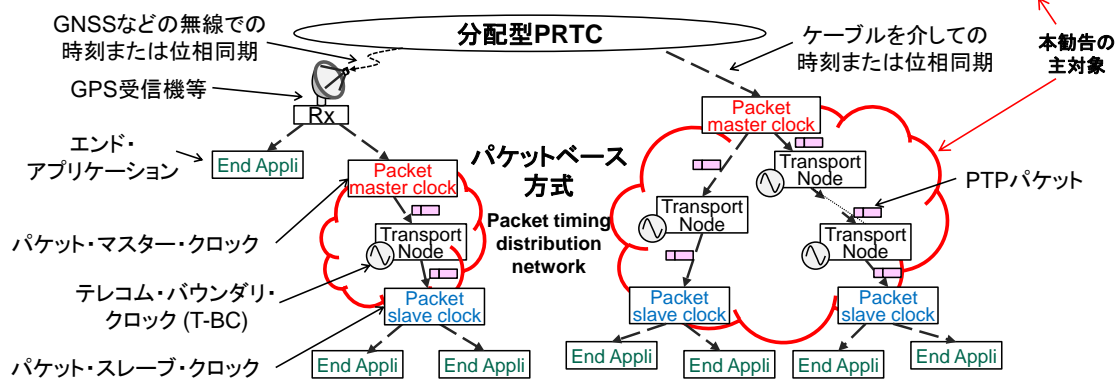 GNSSなどの無線での
時刻または位相同期
分配型PRTC
ケーブルを介しての
時刻または位相同期
本勧告の
主対象
GPS受信機等
Rx
Packet
master clock
エンド・
アプリケーション
End Appli
Packet
master clock
パケットベース
方式
Transport
Node
PTPパケット
パケット・マスター・クロック
Transport
Node
Packet timing
distribution
network
Transport
Node
Transport
Node
テレコム・バウンダリ・
クロック (T-BC)
Packet
slave clock
Packet
slave clock
Packet
slave clock
パケット・スレーブ・クロック
End Appli
End Appli
End Appli
End Appli
End Appli
End Appli